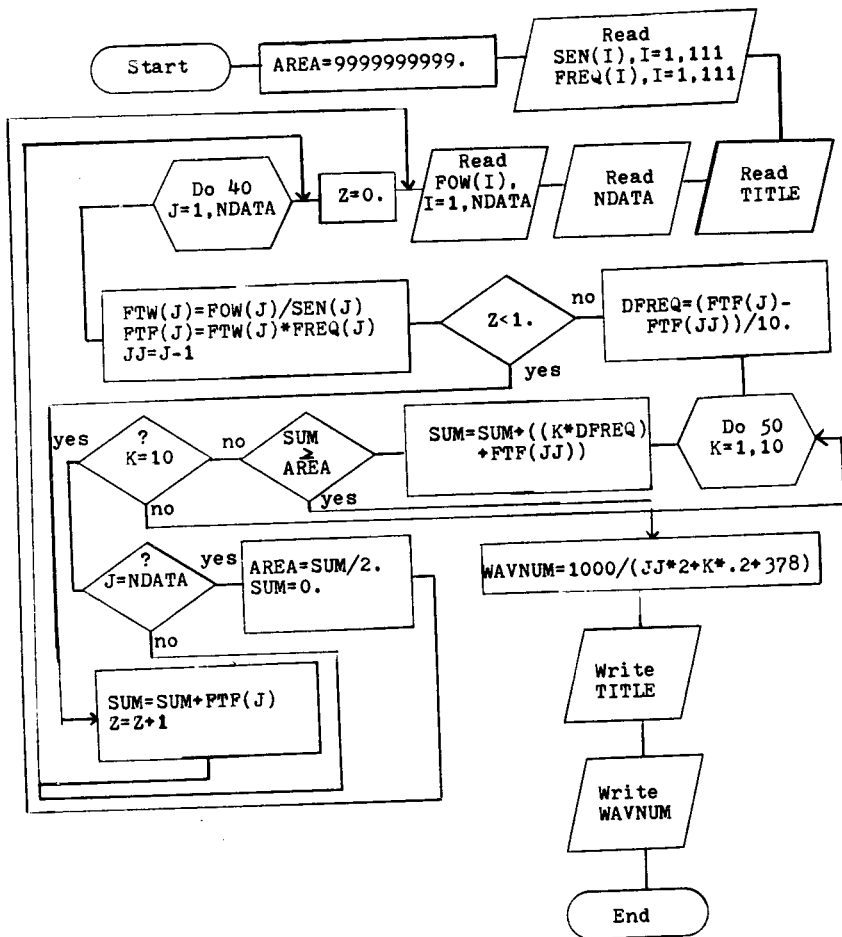 Start
AREA=9999999999.
Read
SEN(I),I=1,111
FREQ(I),I=1,111
Do 40
J=1,NDATA
Z=0.
Read
FOW(I),
I=1,NDATA
Read
NDATA
Read
TITLE
FTW(J)=FOW(J)/SEN(J)
FTF(J)=FTW(J)*FREQ(J)
JJ=J-1
Z<1.
no
yes
DFREQ=(FTF(J)-
FTF(JJ))/10.
yes
?
K=10
no
no
SUM
≥
AREA
yes
SUM=SUM+((K*DFREQ)
+FTF(JJ))
Do 50
K=1,10
?
J=NDATA
yes
no
AREA=SUM/2.
SUM=0.
WAVNUM=1000/(JJ*2+K*.2+378)
SUM=SUM+FTF(J)
Z=Z+1
Write
TITLE
Write
WAVNUM
End